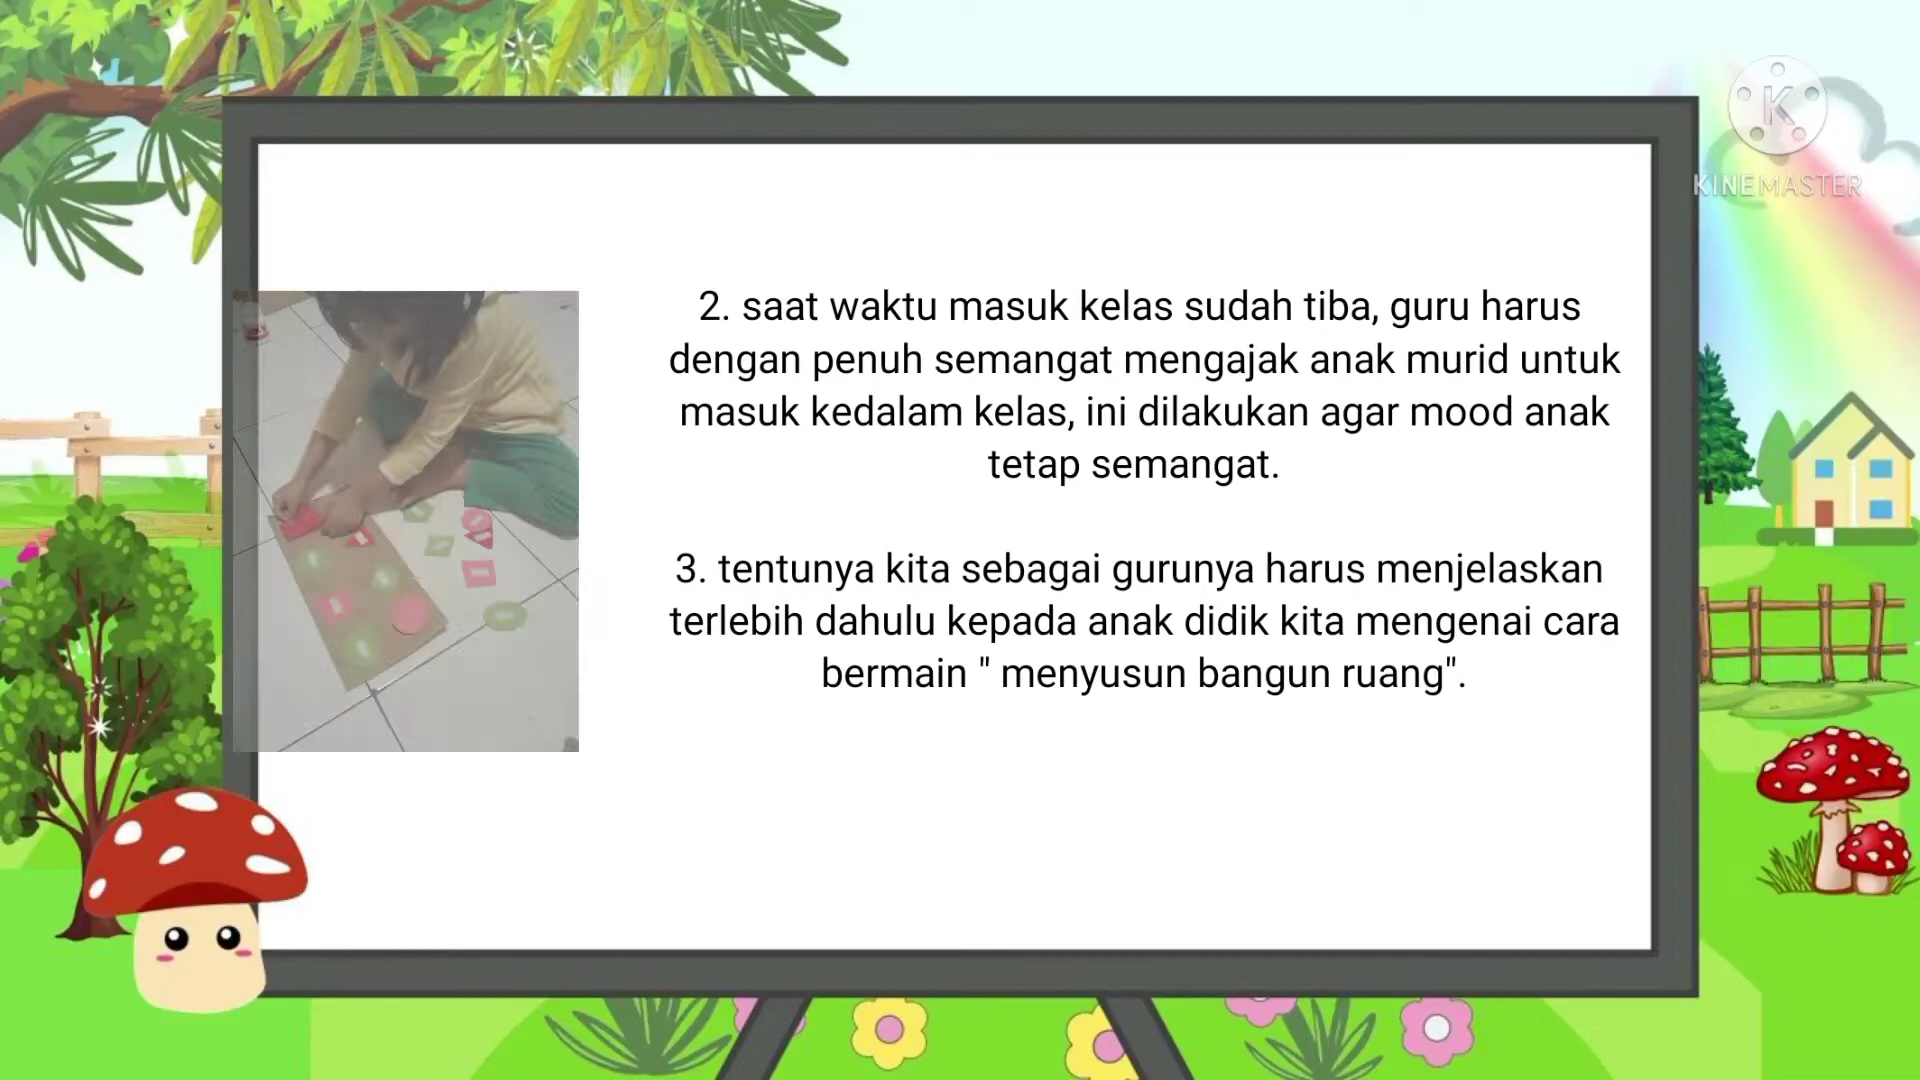 K
KINEMASTER
2. saat waktu masuk kelas sudah tiba, guru harus
dengan penuh semangat mengajak anak murid untuk
masuk kedalam kelas, ini dilakukan agar mood anak
tetap semangat.
3. tentunya kita sebagai gurunya harus menjelaskan
terlebih dahulu kepada anak didik kita mengenai cara
bermain " menyusun bangun ruang".